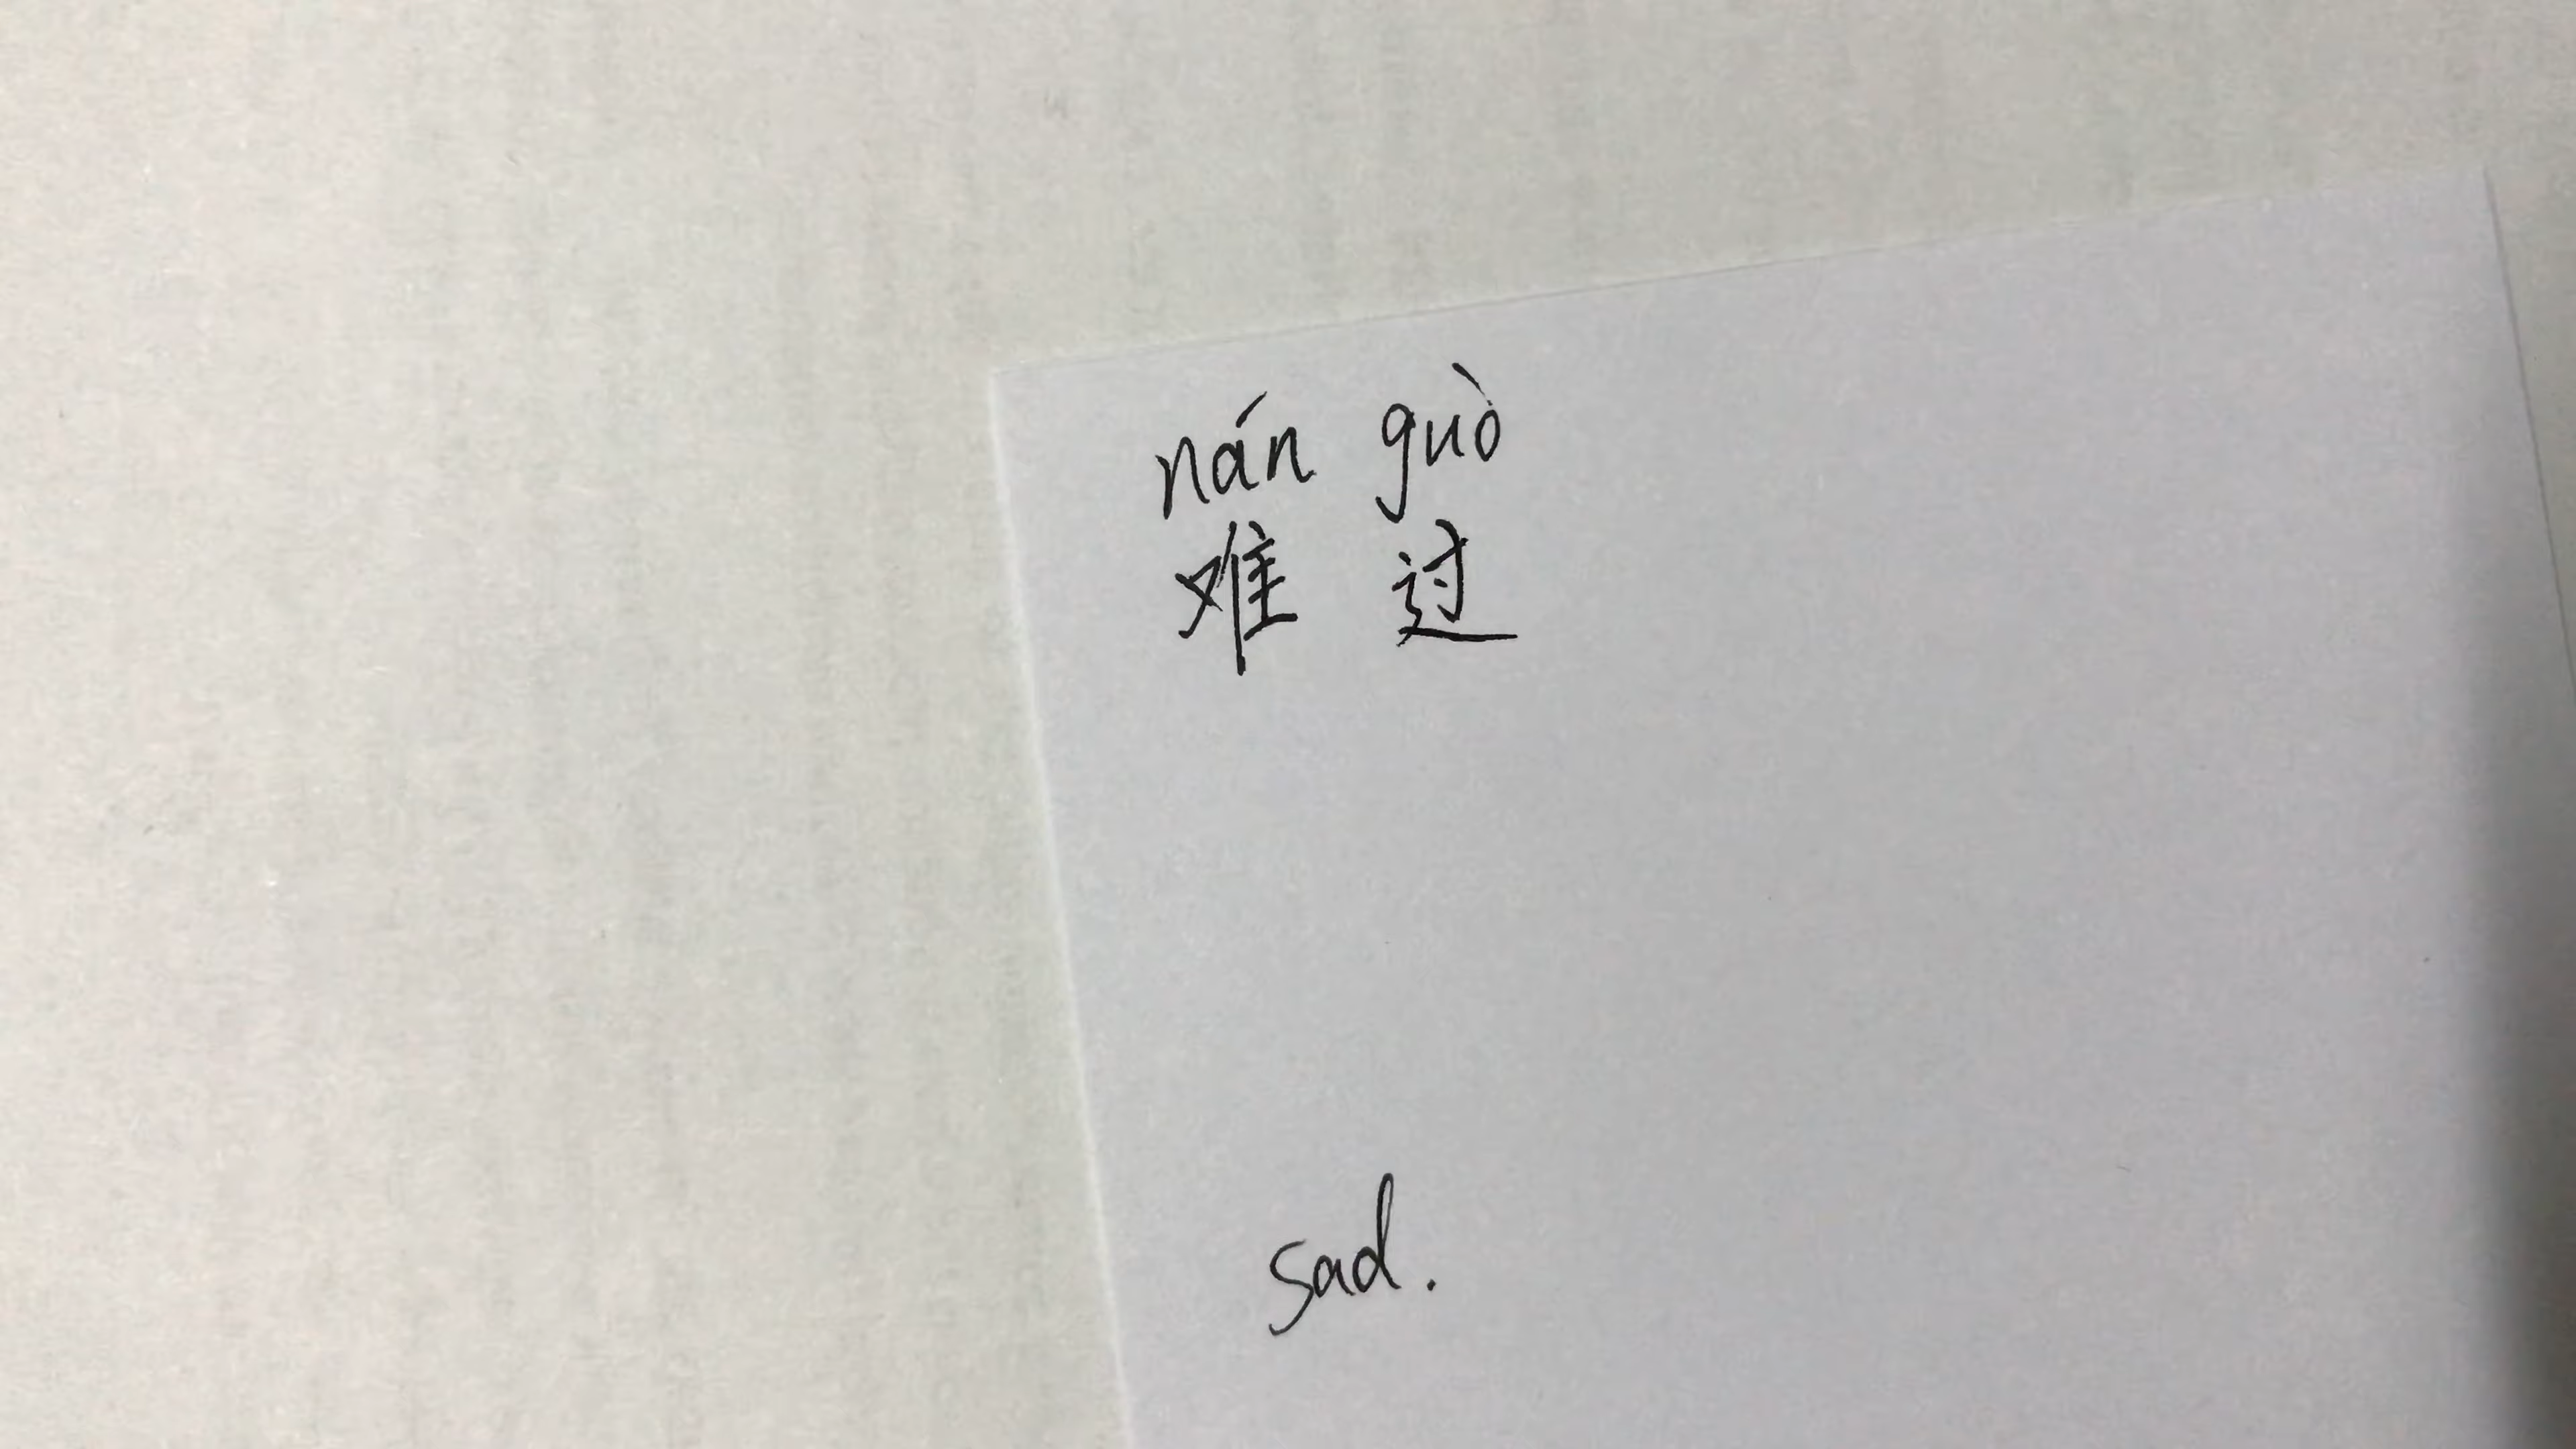 nán guò
难 过
sad.